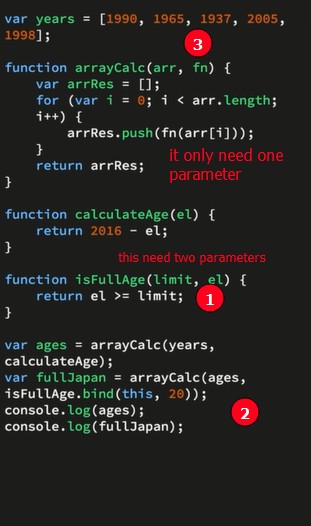 var years = [1990, 1965, 1937, 2005,
1998];
3
function arrayCalc(arr, fn) {
    var arrRes = [];
    for (var i = 0; i < arr.length;
    i++) {
        arrRes.push(fn(arr[i]));
    }
it only need one
parameter
    return arrRes;
}
function calculateAge(el) {
    return 2016 - el;
}
this need two parameters
function isFullAge(limit, el) {
    return el >= limit;
1
}
var ages = arrayCalc(years,
calculateAge);
var fullJapan = arrayCalc(ages,
isFullAge.bind(this, 20));
2
console.log(ages);
console.log(fullJapan);